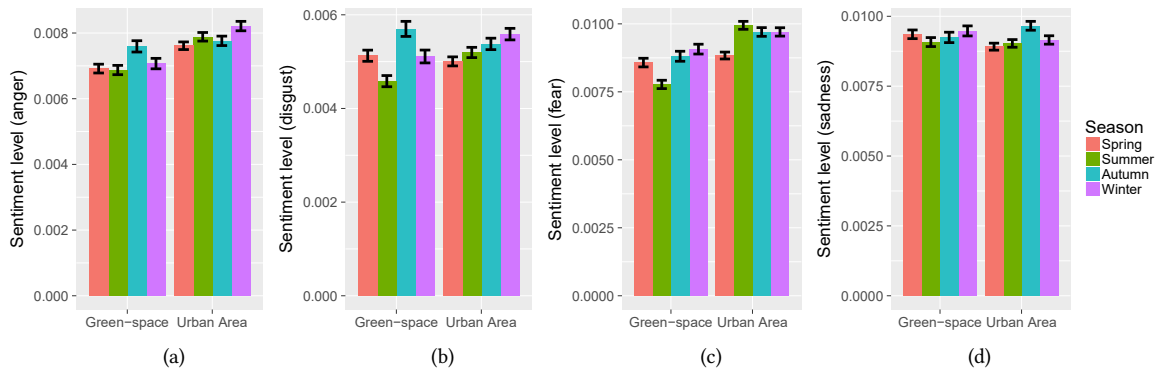 Sentiment level (anger)
0.008
0.006
0.004
0.002
0.000
Green−space Urban Area
(a)
Sentiment level (disgust)
0.006
0.004
0.002
0.000
Green−space Urban Area
(b)
Sentiment level (fear)
0.0100
0.0075
0.0050
0.0025
0.0000
Green−space Urban Area
(c)
Sentiment level (sadness)
0.0100
0.0075
0.0050
0.0025
0.0000
Green−space Urban Area
(d)
Season
Spring
Summer
Autumn
Winter